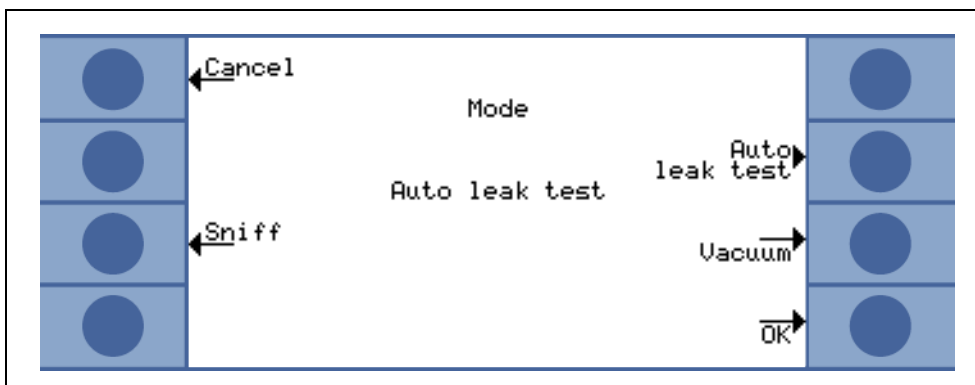 Cancel
Mode
Auto
leak test
Auto leak test
Sniff
Vacuum
OK